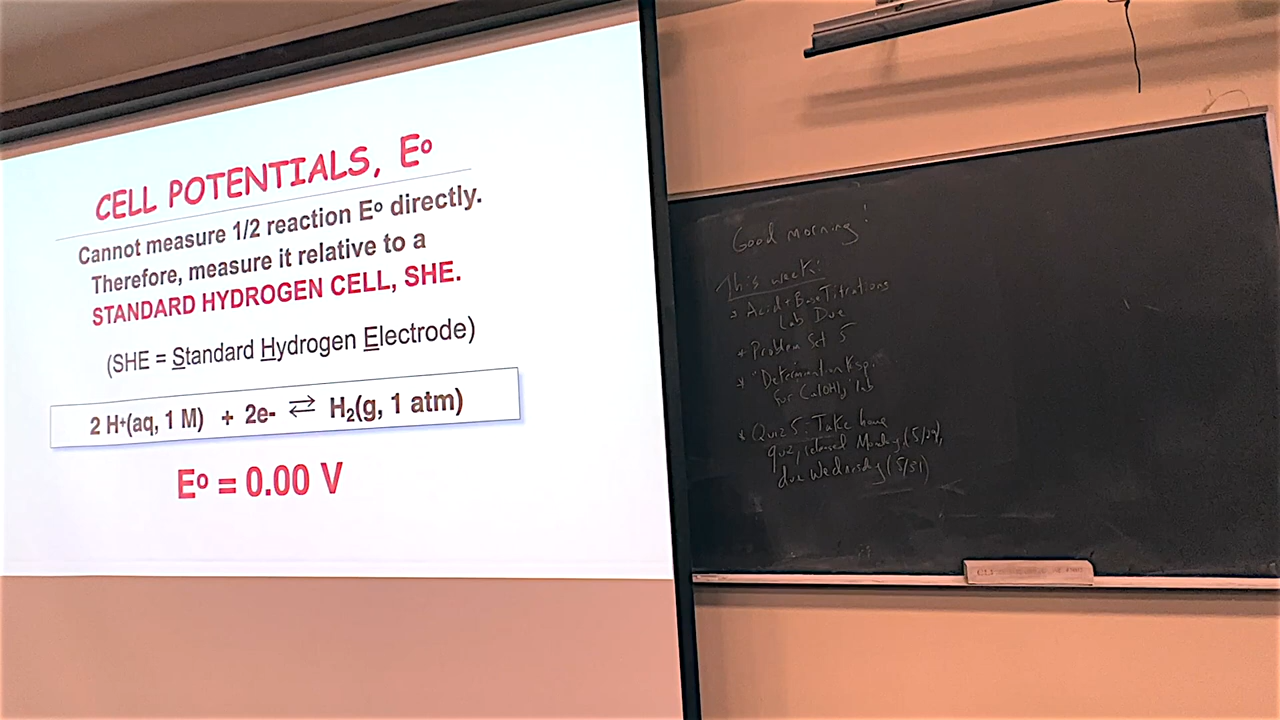 CELL POTENTIALS, Eº
Cannot measure 1/2 reaction Eº directly.
Therefore, measure it relative to a
STANDARD HYDROGEN CELL, SHE.
(SHE = Standard Hydrogen Electrode)
2 H⁺(aq, 1 M) + 2e- ⇄ H₂(g, 1 atm)
Eº = 0.00 V
Good morning!
This week:
* Acid + Base Titrations
Lab Due
* Problem Set 5
* "Determination Ksp
for Ca(OH)₂" lab
* Quiz 5: Take home
quiz, released Monday (5/29),
due Wednesday (5/31)